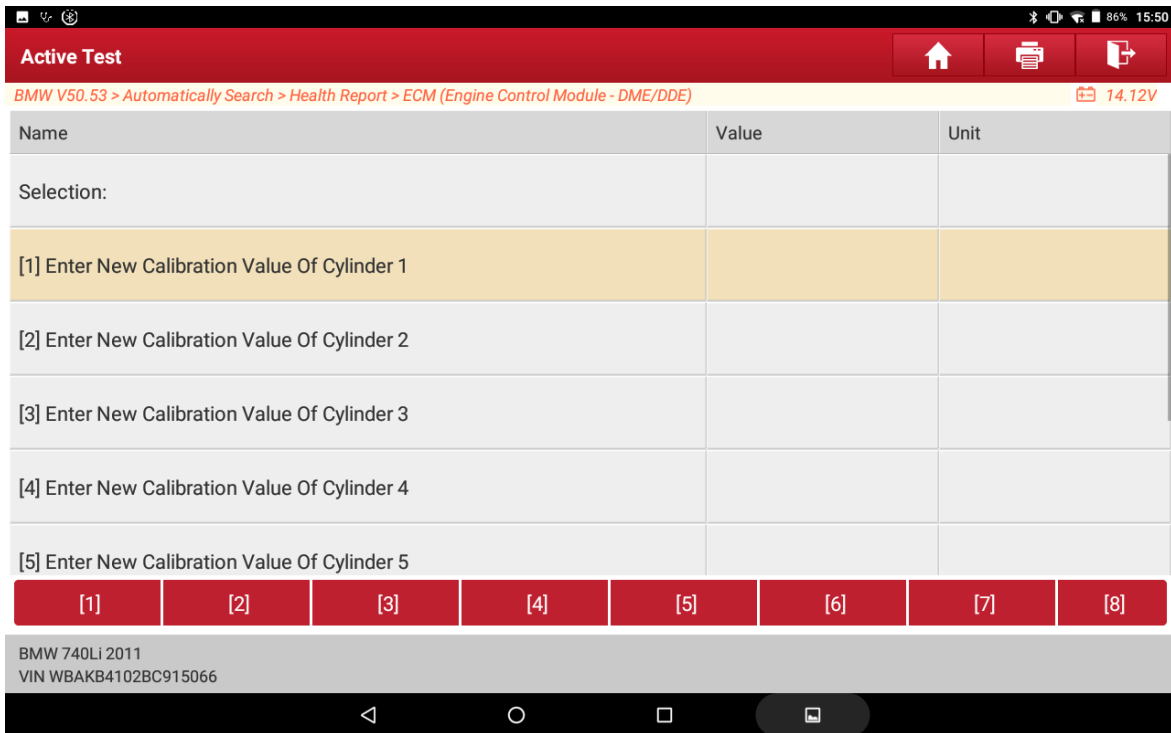 86% 15:50
Active Test
BMW V50.53 > Automatically Search > Health Report > ECM (Engine Control Module - DME/DDE) 14.12V
Name Value Unit
Selection:
[1] Enter New Calibration Value Of Cylinder 1
[2] Enter New Calibration Value Of Cylinder 2
[3] Enter New Calibration Value Of Cylinder 3
[4] Enter New Calibration Value Of Cylinder 4
[5] Enter New Calibration Value Of Cylinder 5
[1] [2] [3] [4] [5] [6] [7] [8]
BMW 740Li 2011
VIN WBAKB4102BC915066